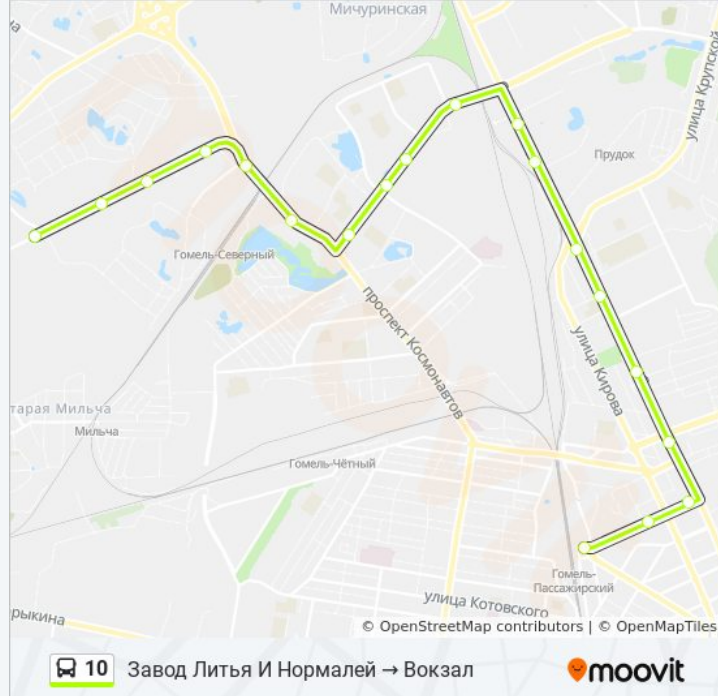 Мичуринская
ча
улица Крупской
Прудок
Гомель-Северный
проспект Космонавтов
улица Кирова
тарая Мильча
Мильча
Гомель-Чётный
Гомель-
Пассажирский
улица Котовского
рыкина
© OpenStreetMap contributors | © OpenMapTiles
10 Завод Литья И Нормалей → Вокзал moovit